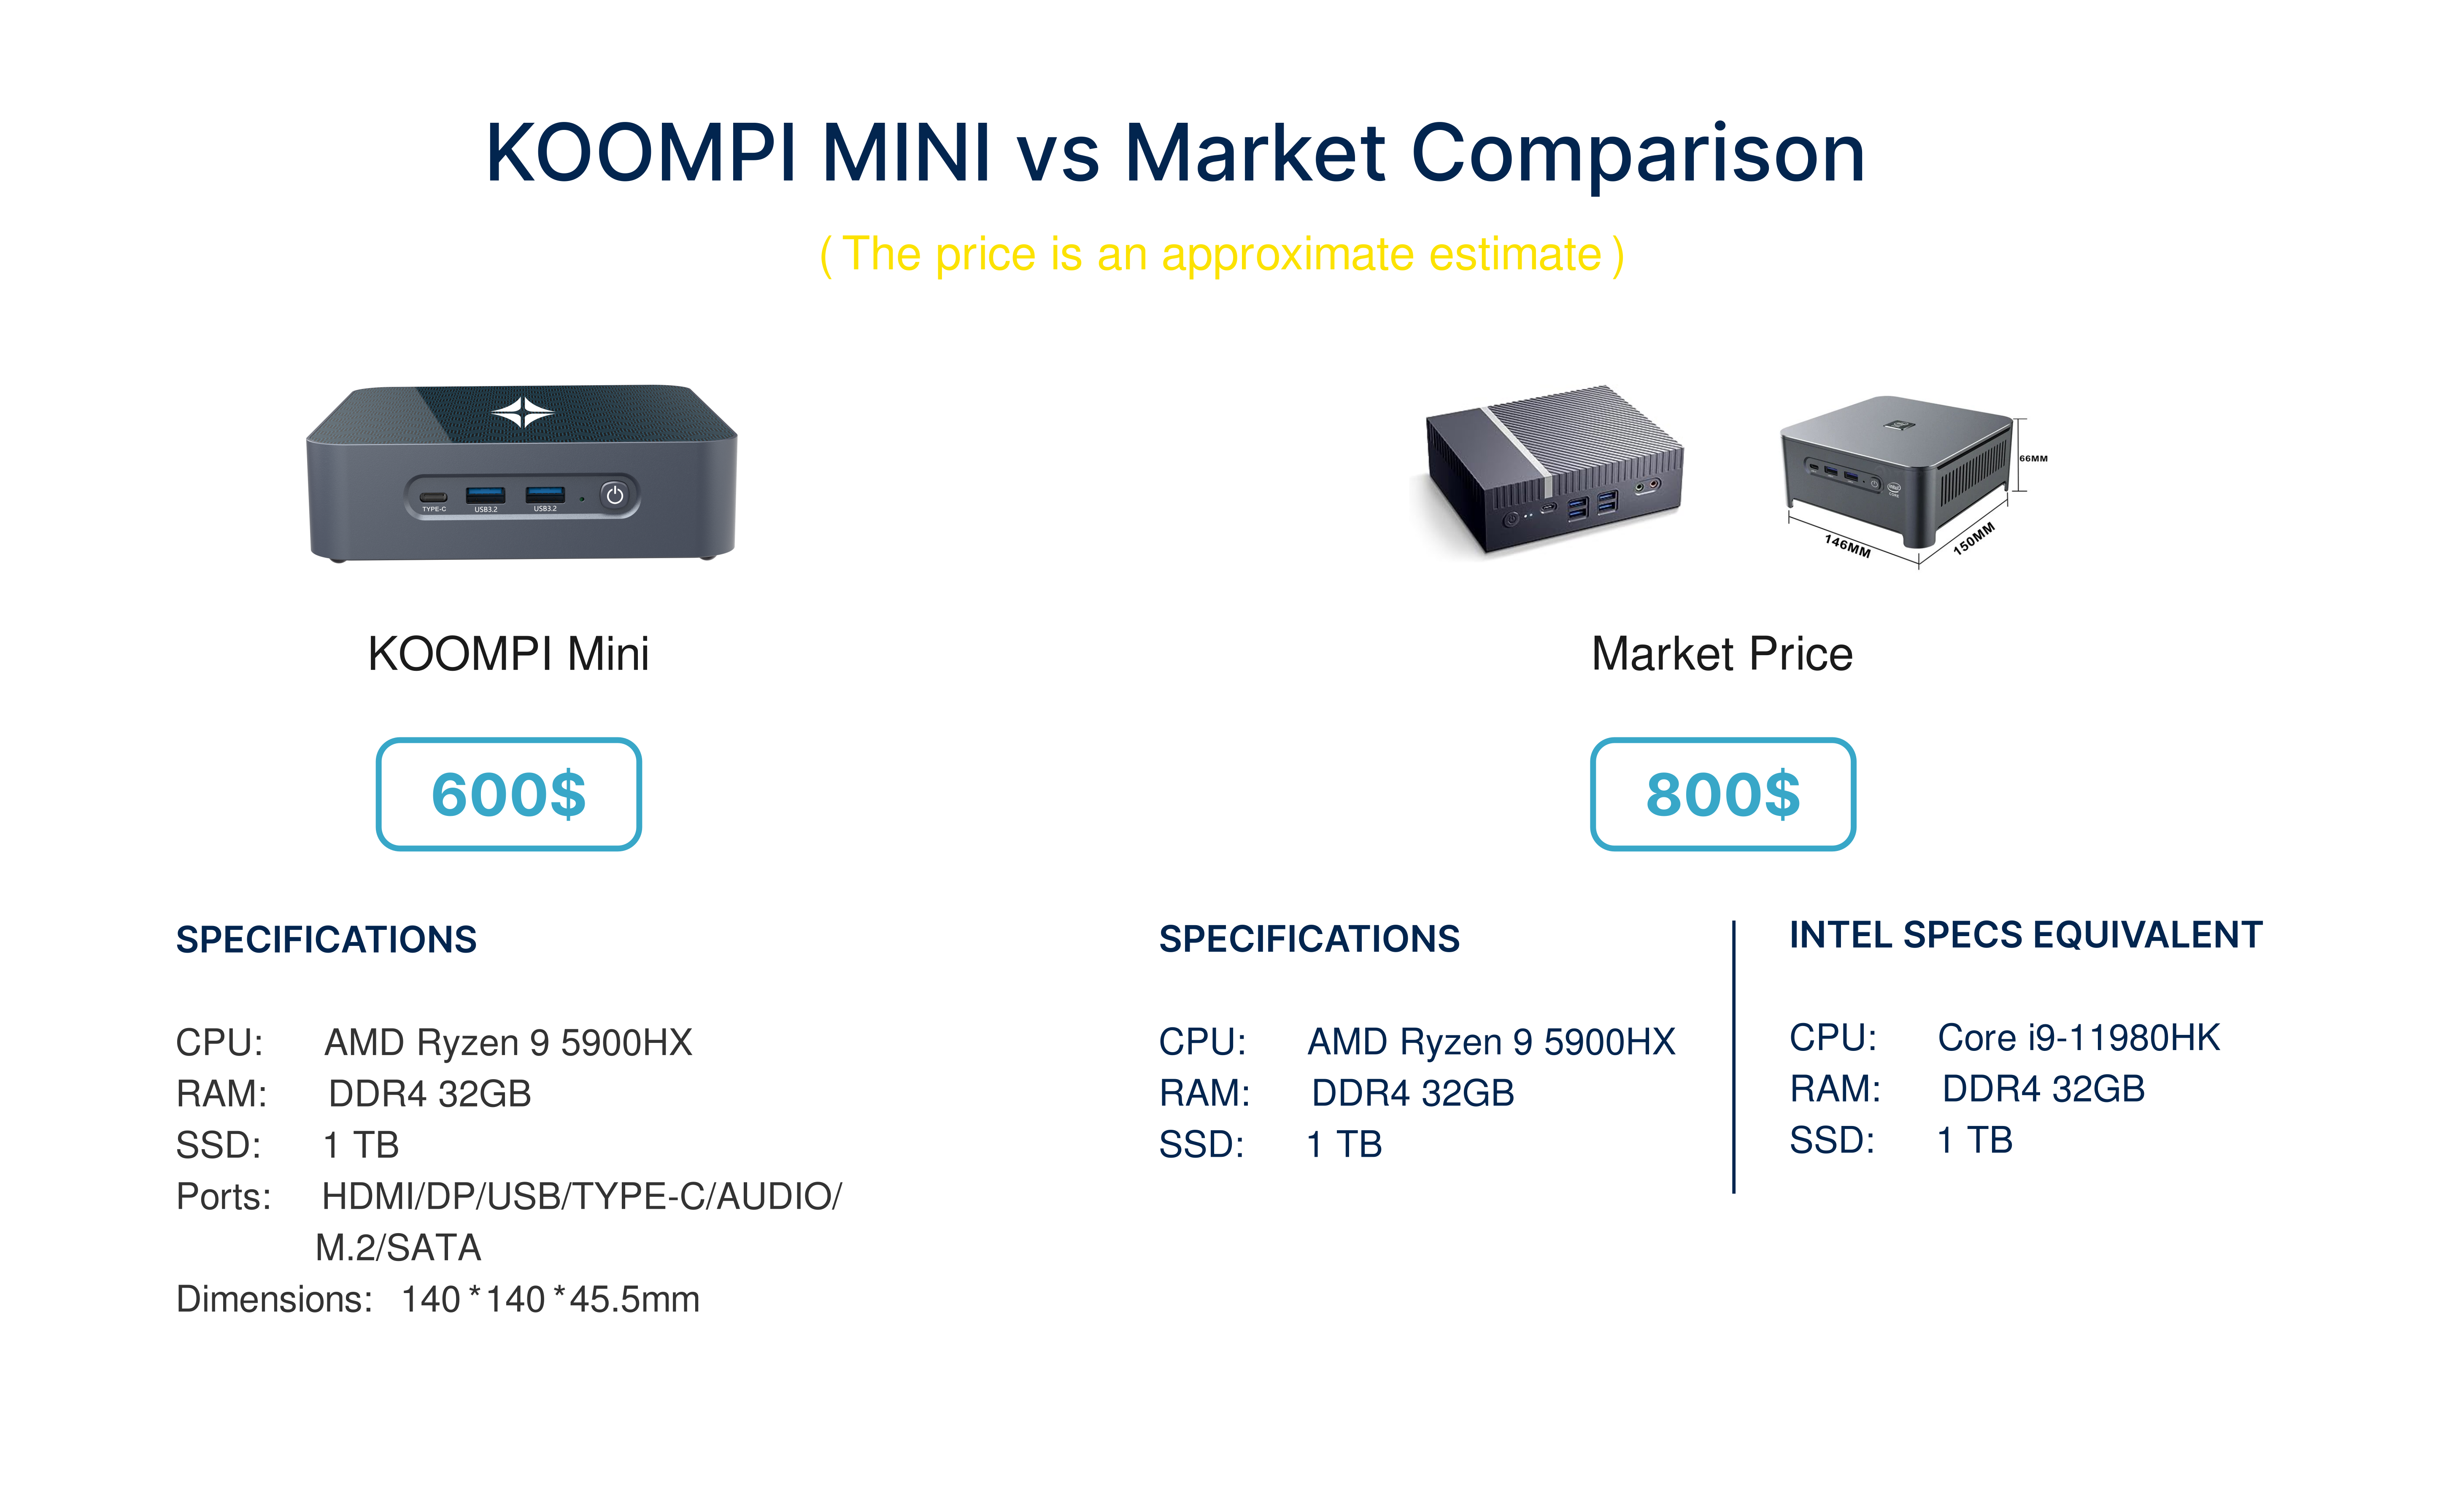 KOOMPI MINI vs Market Comparison
( The price is an approximate estimate )
TYPE-C
USB3.2
USB3.2
66MM
146MM
150MM
KOOMPI Mini
Market Price
600$
800$
SPECIFICATIONS
CPU: AMD Ryzen 9 5900HX
RAM: DDR4 32GB
SSD: 1 TB
Ports: HDMI/DP/USB/TYPE-C/AUDIO/
M.2/SATA
Dimensions: 140*140*45.5mm
SPECIFICATIONS
CPU: AMD Ryzen 9 5900HX
RAM: DDR4 32GB
SSD: 1 TB
INTEL SPECS EQUIVALENT
CPU: Core i9-11980HK
RAM: DDR4 32GB
SSD: 1 TB